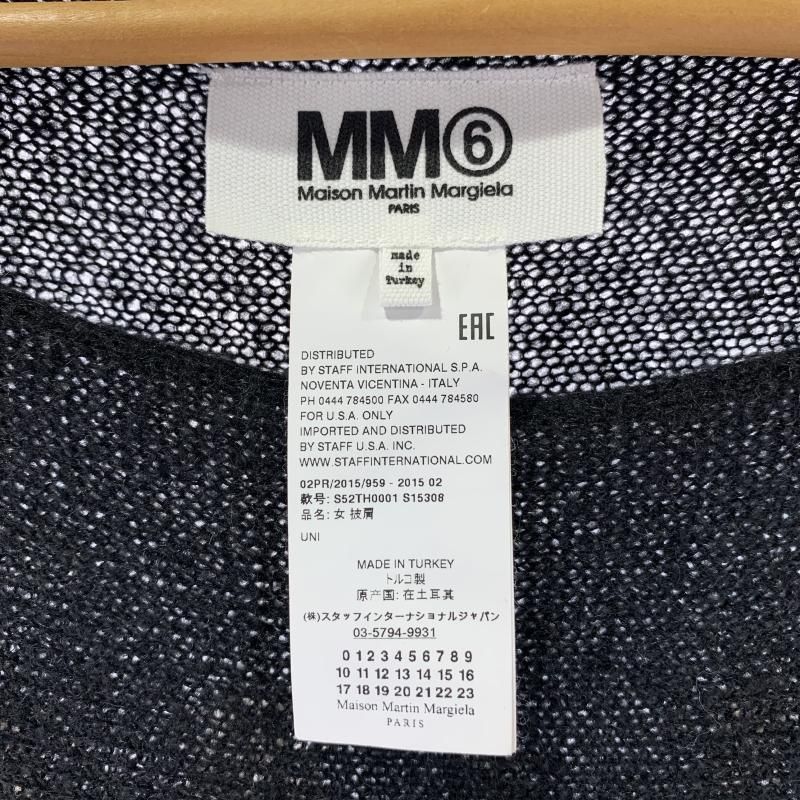 MM⑥
Maison Martin Margiela
PARIS
made
in
Turkey
EAC
DISTRIBUTED
BY STAFF INTERNATIONAL S.P.A.
NOVENTA VICENTINA - ITALY
PH 0444 784500 FAX 0444 784580
FOR U.S.A. ONLY
IMPORTED AND DISTRIBUTED
BY STAFF U.S.A. INC.
WWW.STAFFINTERNATIONAL.COM
02PR/2015/959 - 2015 02
款号: S52TH0001 S15308
品名: 女 披屑
UNI
MADE IN TURKEY
トルコ製
原产国: 在土耳其
(株)スタッフインターナショナルジャパン
03-5794-9931
0 1 2 3 4 5 6 7 8 9
10 11 12 13 14 15 16
17 18 19 20 21 22 23
Maison Martin Margiela
PARIS